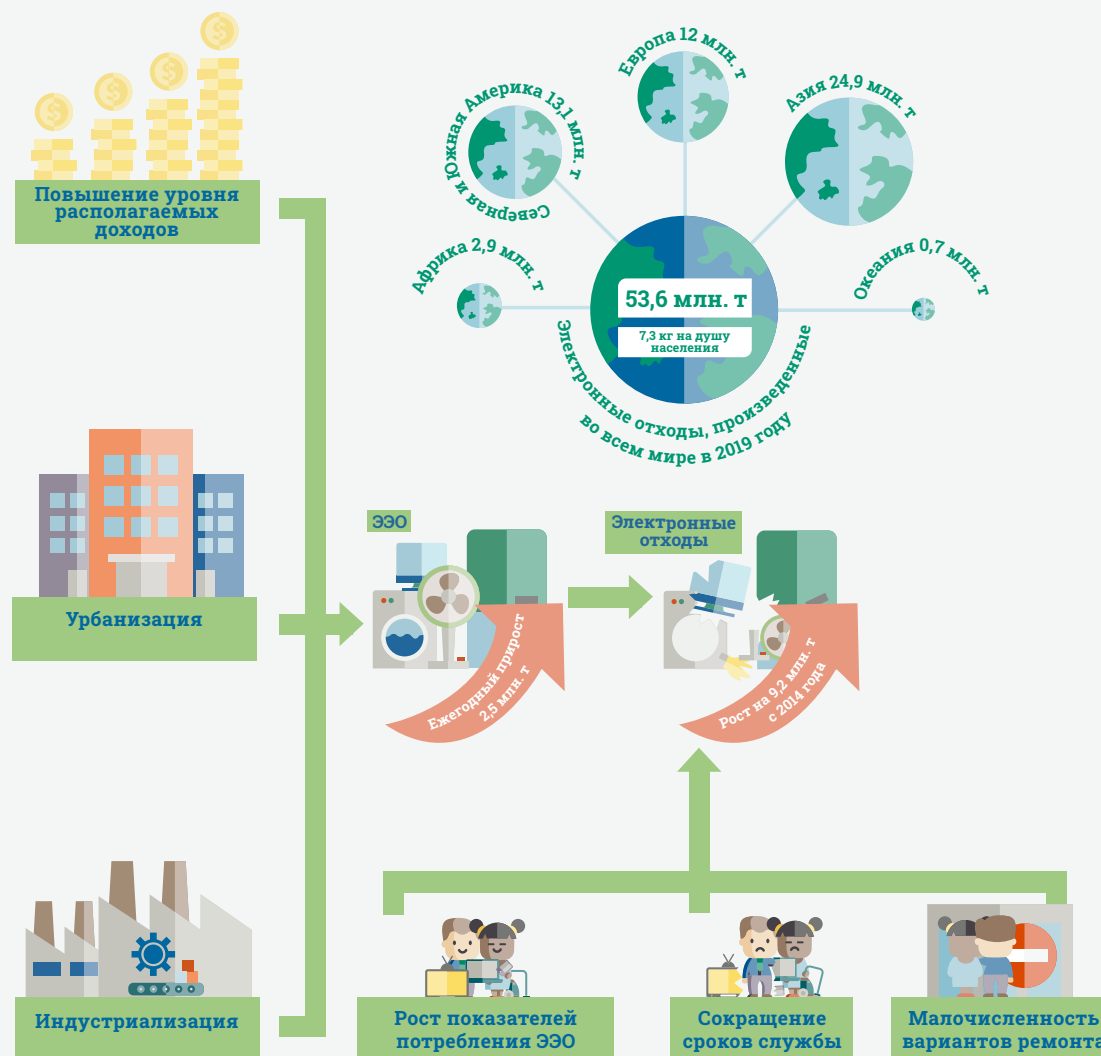 Повышение уровня
располагаемых
доходов
Северная и Южная Америка 13,1 млн. т
Европа 12 млн. т
Азия 24,9 млн. т
Африка 2,9 млн. т
Океания 0,7 млн. т
53,6 млн. т
7,3 кг на душу
населения
Электронные отходы, произведенные
во всем мире в 2019 году
Урбанизация
ЭЭО
Электронные
отходы
Ежегодный прирост
2,5 млн. т
Рост на 9,2 млн. т
с 2014 года
Индустриализация
Рост показателей
потребления ЭЭО
Сокращение
сроков службы
Малочисленность
вариантов ремонта